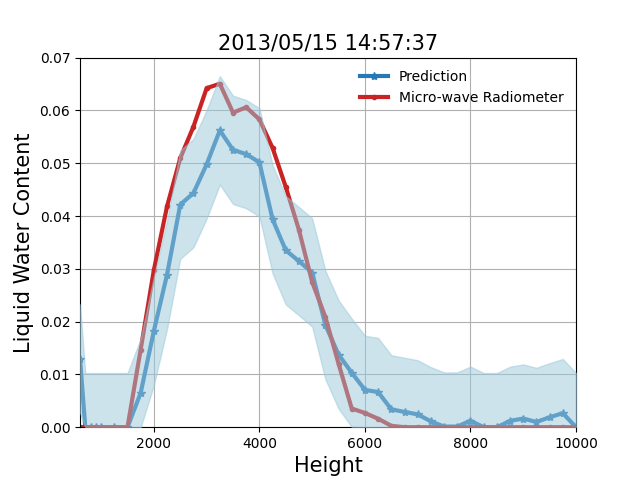 2013/05/15 14:57:37
Prediction
Micro-wave Radiometer
Liquid Water Content
0.07
0.06
0.05
0.04
0.03
0.02
0.01
0.00
2000 4000 6000 8000 10000
Height